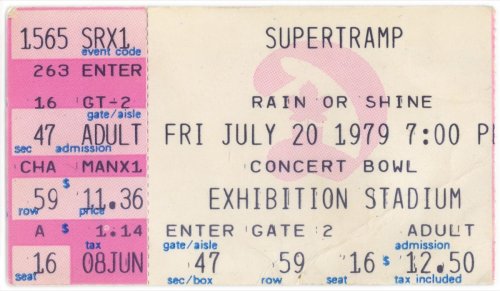 1565 SRX1
event code
263 ENTER
16 GT-2
gate/aisle
47 ADULT
sec admission
CHA MANX1
59 $ 11.36
row price
A $ 1.14
tax
16 08JUN
seat
SUPERTRAMP
RAIN OR SHINE
FRI JULY 20 1979 7:00 P
CONCERT BOWL
EXHIBITION STADIUM
ENTER GATE 2 ADULT
gate/aisle admission
47 59 16 $ 12.50
sec/box row seat tax included